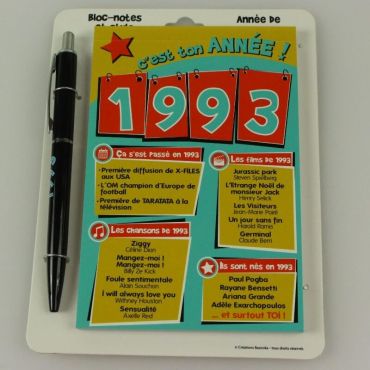 Bloc-notes
et stylo
Année de
c'est ton ANNÉE !
1993
Ça s'est passé en 1993
•Première diffusion de X-FILES
aux USA
•L'OM champion d'Europe de
football
•Première de TARATATA à la
télévision
Les films de 1993
Jurassic park
Steven Spielberg
L'Etrange Noël de
monsieur Jack
Henry Selick
Les Visiteurs
Jean-Marie Poiré
Un jour sans fin
Harold Ramis
Germinal
Claude Berri
Les chansons de 1993
Ziggy
Céline Dion
Mangez-moi !
Mangez-moi !
Billy Ze Kick
Foule sentimentale
Alain Souchon
I will always love you
Withney Houston
Sensualité
Axelle Red
Ils sont nés en 1993
Paul Pogba
Rayane Bensetti
Ariana Grande
Adèle Exarchopoulos
... et surtout TOI !